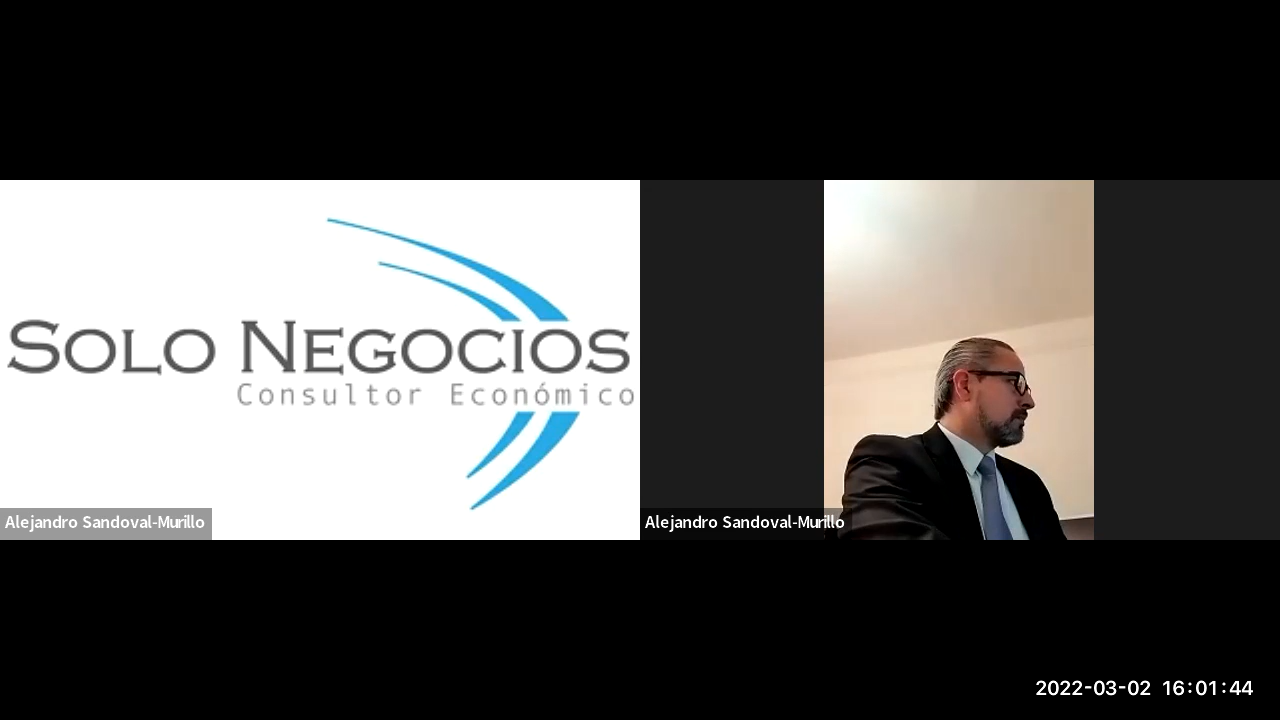 SOLO NEGOCIOS
Consultor Económico
Alejandro Sandoval-Murillo
Alejandro Sandoval-Murillo
2022-03-02 16:01:44